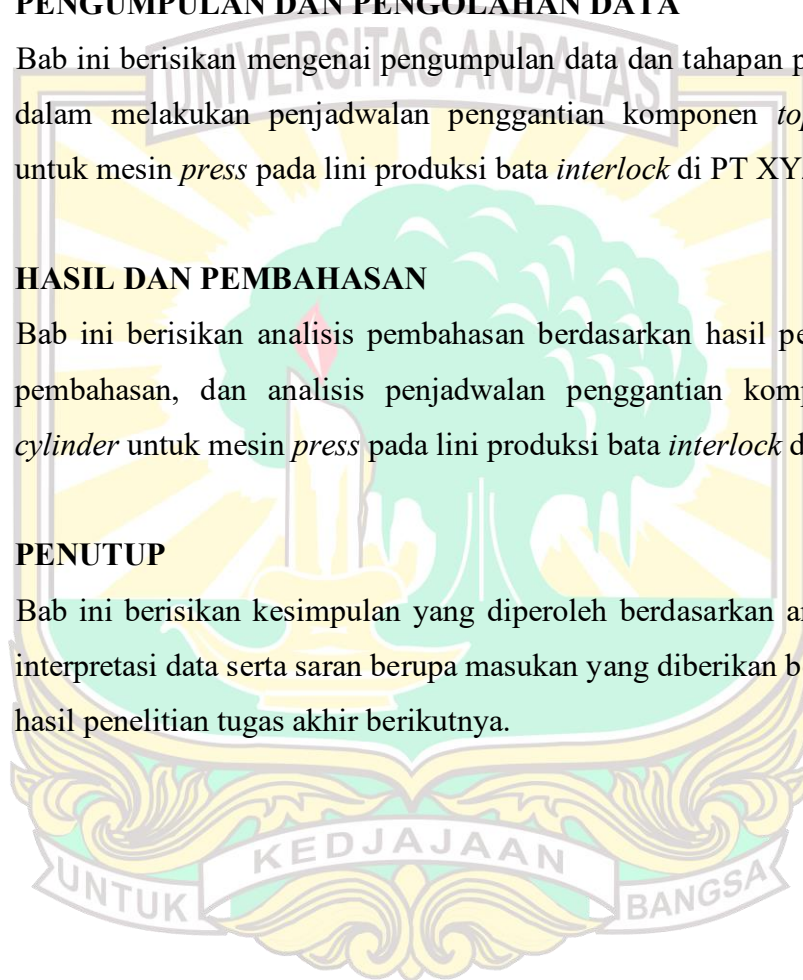 PENGUMPULAN DAN PENGOLAHAN DATA
UNIVERSITAS ANDALAS
Bab ini berisikan mengenai pengumpulan data dan tahapan
dalam melakukan penjadwalan penggantian komponen
untuk mesin press pada lini produksi bata interlock di PT
HASIL DAN PEMBAHASAN
Bab ini berisikan analisis pembahasan berdasarkan hasil
pembahasan, dan analisis penjadwalan penggantian
cylinder untuk mesin press pada lini produksi bata interlock
PENUTUP
Bab ini berisikan kesimpulan yang diperoleh berdasarkan
interpretasi data serta saran berupa masukan yang diberikan
hasil penelitian tugas akhir berikutnya.
UNTUK KEDJAJAAN BANGSA